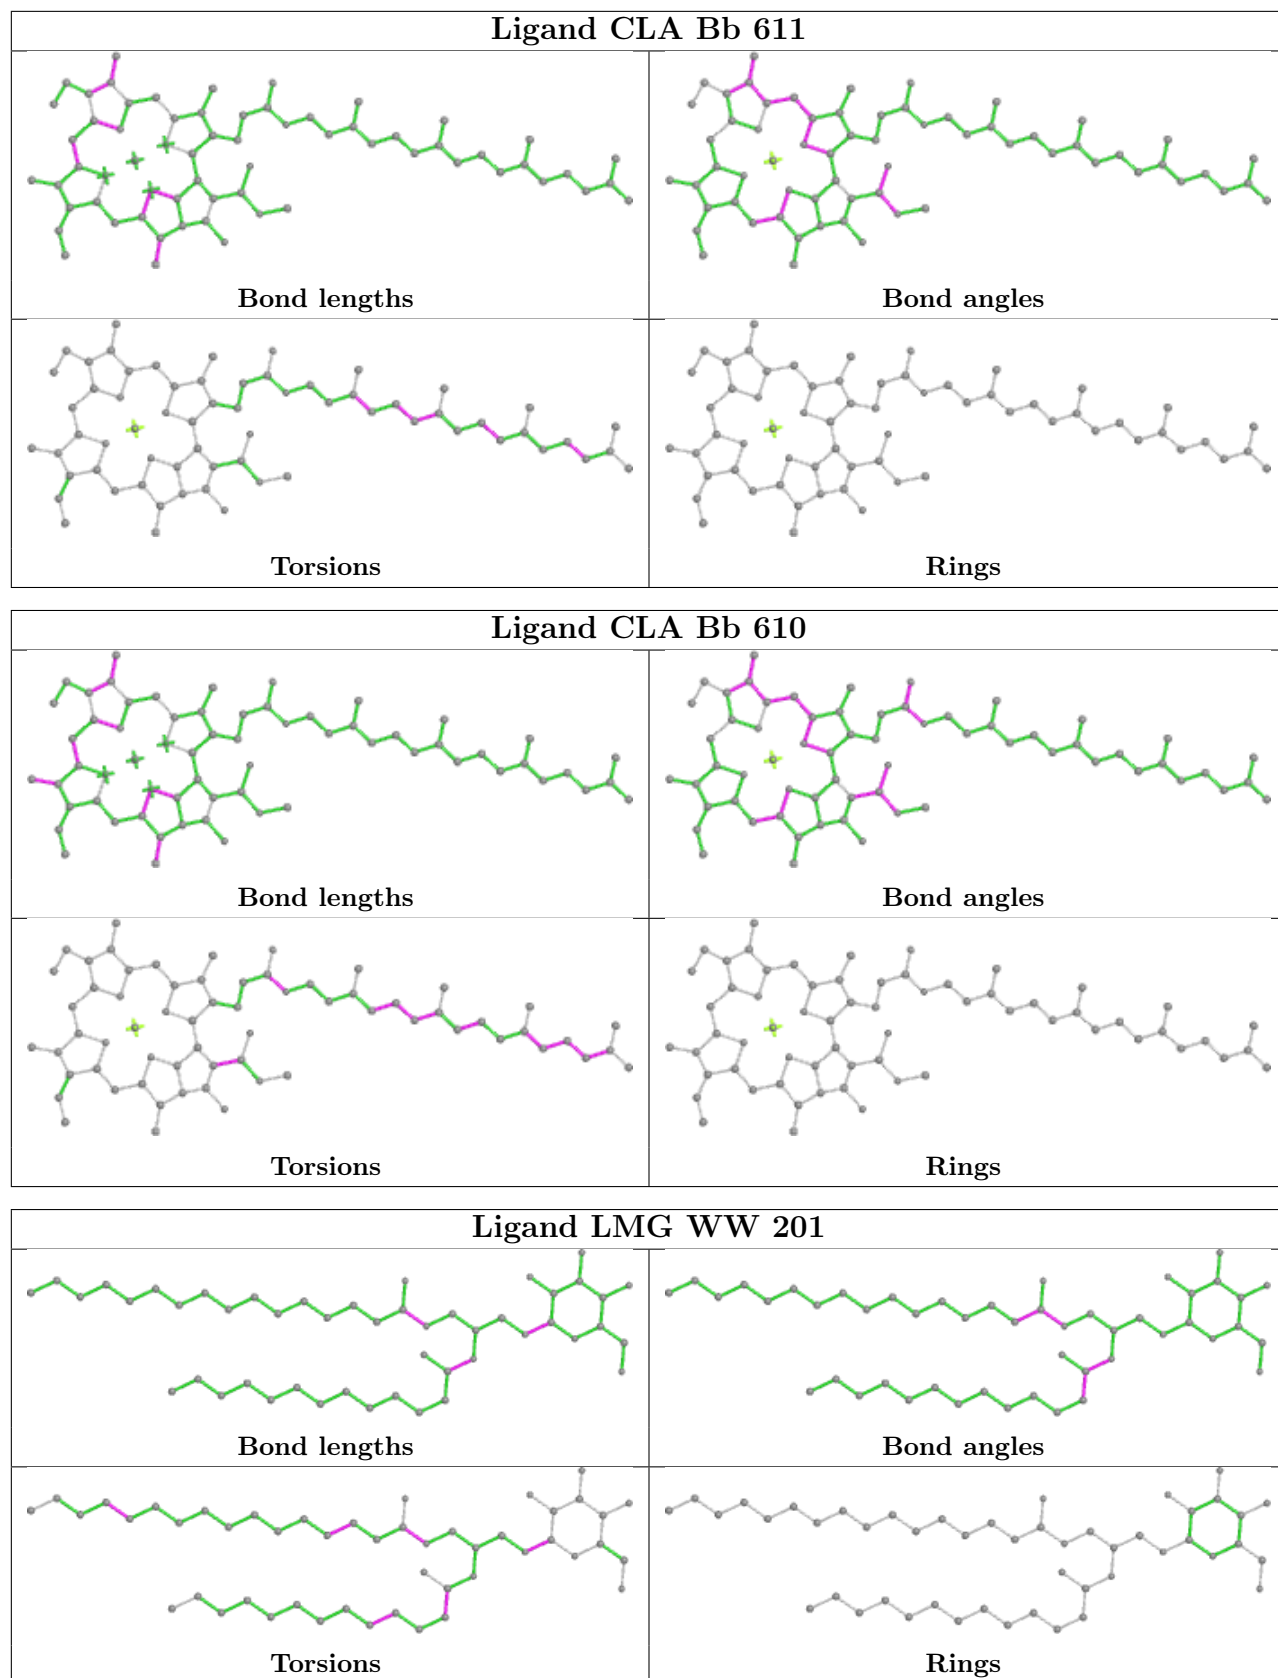 Ligand CLA Bb 611
Bond lengths
Bond angles
Torsions
Rings
Ligand CLA Bb 610
Bond lengths
Bond angles
Torsions
Rings
Ligand LMG WW 201
Bond lengths
Bond angles
Torsions
Rings